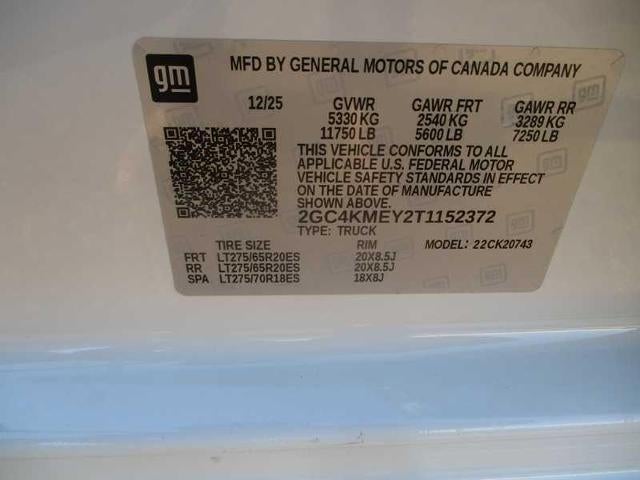 gm
MFD BY GENERAL MOTORS OF CANADA COMPANY
12/25 GVWR GAWR FRT GAWR RR
5330 KG 2540 KG 3289 KG
11750 LB 5600 LB 7250 LB
THIS VEHICLE CONFORMS TO ALL
APPLICABLE U.S. FEDERAL MOTOR
VEHICLE SAFETY STANDARDS IN EFFECT
ON THE DATE OF MANUFACTURE
SHOWN ABOVE.
2GC4KMEY2T1152372
TYPE: TRUCK MODEL: 22CK20743
TIRE SIZE RIM
FRT LT275/65R20ES 20X8.5J
RR LT275/65R20ES 20X8.5J
SPA LT275/70R18ES 18X8J